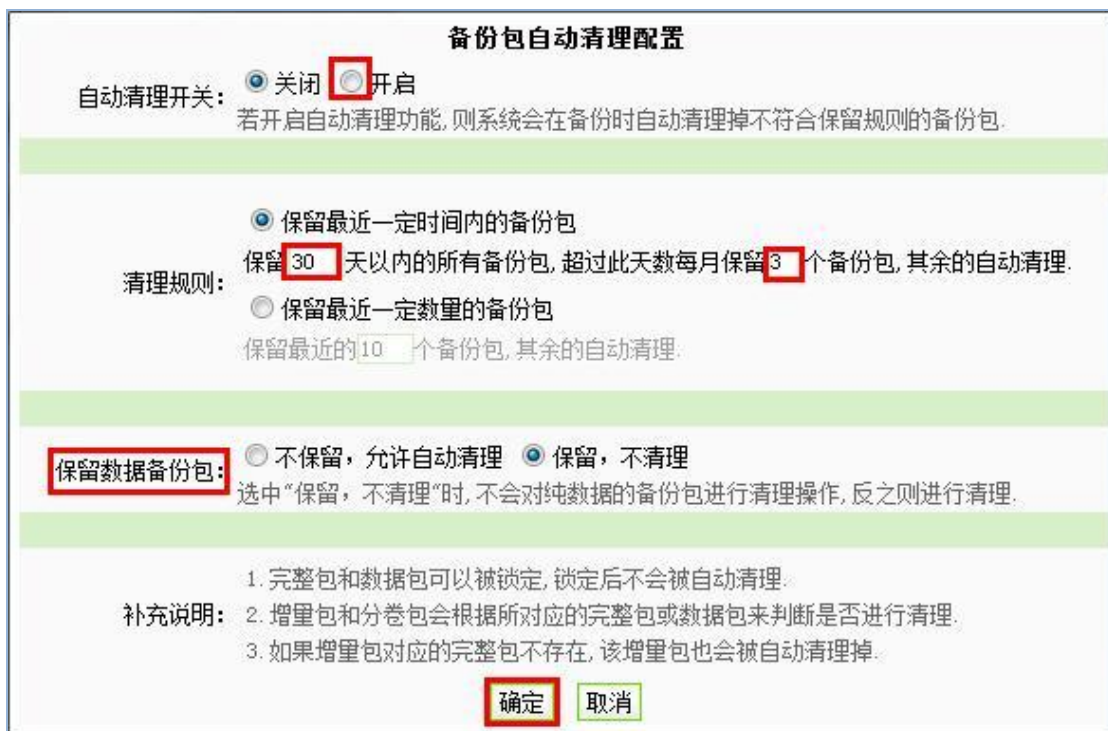 备份包自动清理配置
自动清理开关： 关闭 开启
若开启自动清理功能,则系统会在备份时自动清理掉不符合保留规则的备份包.
保留最近一定时间内的备份包
清理规则： 保留 30 天以内的所有备份包,超过此天数每月保留 3 个备份包,其余的自动清理.
保留最近一定数量的备份包
保留最近的 10 个备份包,其余的自动清理.
保留数据备份包： 不保留，允许自动清理 保留，不清理
选中“保留，不清理”时,不会对纯数据的备份包进行清理操作,反之则进行清理.
补充说明：
1. 完整包和数据包可以被锁定,锁定后不会被自动清理.
2. 增量包和分卷包会根据所对应的完整包或数据包来判断是否进行清理.
3. 如果增量包对应的完整包不存在,该增量包也会被自动清理掉.
确定 取消